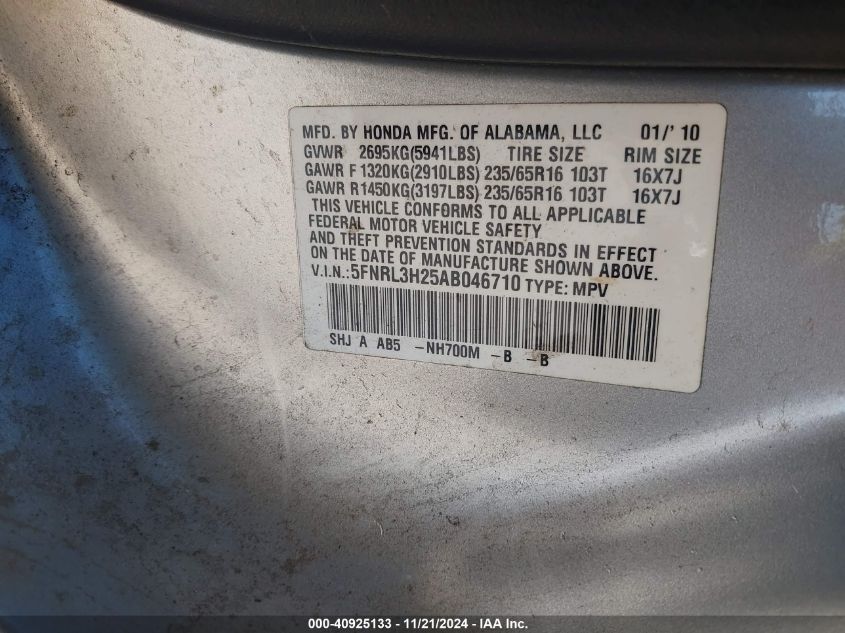 MFD. BY HONDA MFG. OF ALABAMA, LLC 01/'10
GVWR 2695KG(5941LBS) TIRE SIZE RIM SIZE
GAWR F 1320KG(2910LBS) 235/65R16 103T 16X7J
GAWR R 1450KG(3197LBS) 235/65R16 103T 16X7J
THIS VEHICLE CONFORMS TO ALL APPLICABLE
FEDERAL MOTOR VEHICLE SAFETY
AND THEFT PREVENTION STANDARDS IN EFFECT
ON THE DATE OF MANUFACTURE SHOWN ABOVE.
V.I.N.:5FNRL3H25AB046710 TYPE: MPV
SHJ A AB5 -NH700M -B -B
000-40925133 - 11/21/2024 - IAA Inc.